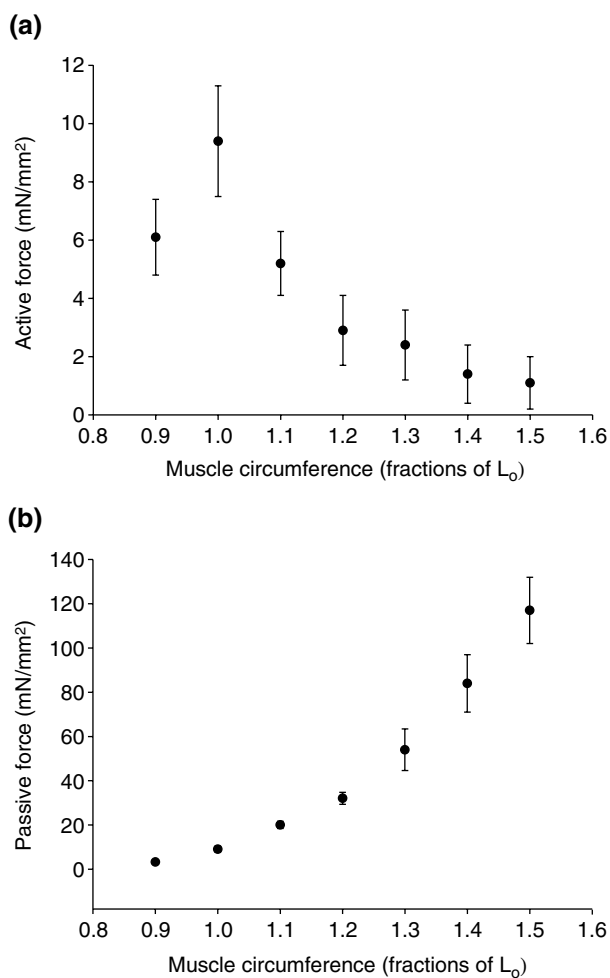 (a)
12
10
8
6
4
2
0
Active force (mN/mm²)
0.8 0.9 1.0 1.1 1.2 1.3 1.4 1.5 1.6
Muscle circumference (fractions of Lₒ)
(b)
140
120
100
80
60
40
20
0
Passive force (mN/mm²)
0.8 0.9 1.0 1.1 1.2 1.3 1.4 1.5 1.6
Muscle circumference (fractions of Lₒ)